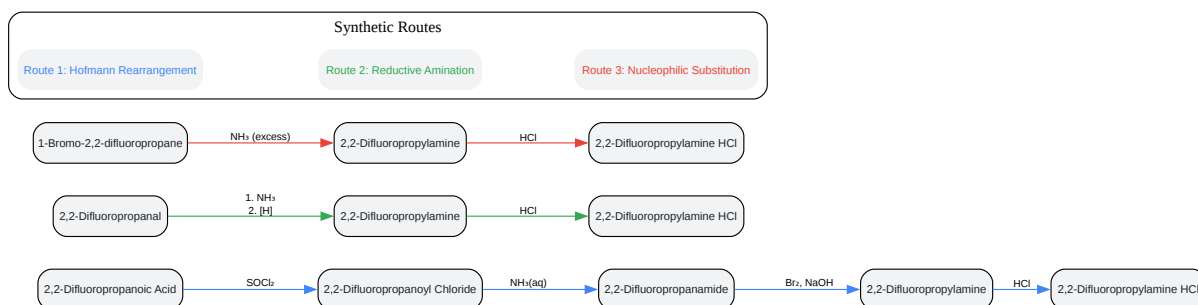 Synthetic Routes
Route 1: Hofmann Rearrangement
Route 2: Reductive Amination
Route 3: Nucleophilic Substitution
1-Bromo-2,2-difluoropropane
NH₃ (excess)
2,2-Difluoropropylamine
HCl
2,2-Difluoropropylamine HCl
2,2-Difluoropropanal
1. NH₃
2. [H]
2,2-Difluoropropylamine
HCl
2,2-Difluoropropylamine HCl
2,2-Difluoropropanoic Acid
SOCl₂
2,2-Difluoropropanoyl Chloride
NH₃(aq)
2,2-Difluoropropanamide
Br₂, NaOH
2,2-Difluoropropylamine
HCl
2,2-Difluoropropylamine HCl